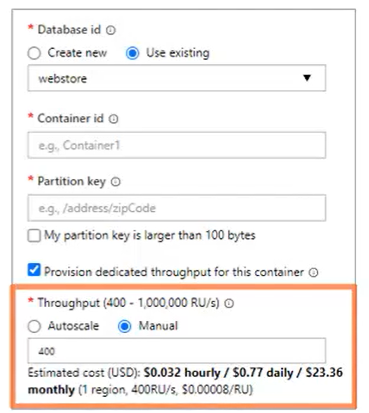 * Database id
Create new Use existing
webstore
* Container id
e.g., Container1
* Partition key
e.g., /address/zipCode
My partition key is larger than 100 bytes
Provision dedicated throughput for this container
* Throughput (400 - 1,000,000 RU/s)
Autoscale Manual
400
Estimated cost (USD): $0.032 hourly / $0.77 daily / $23.36
monthly (1 region, 400RU/s, $0.00008/RU)